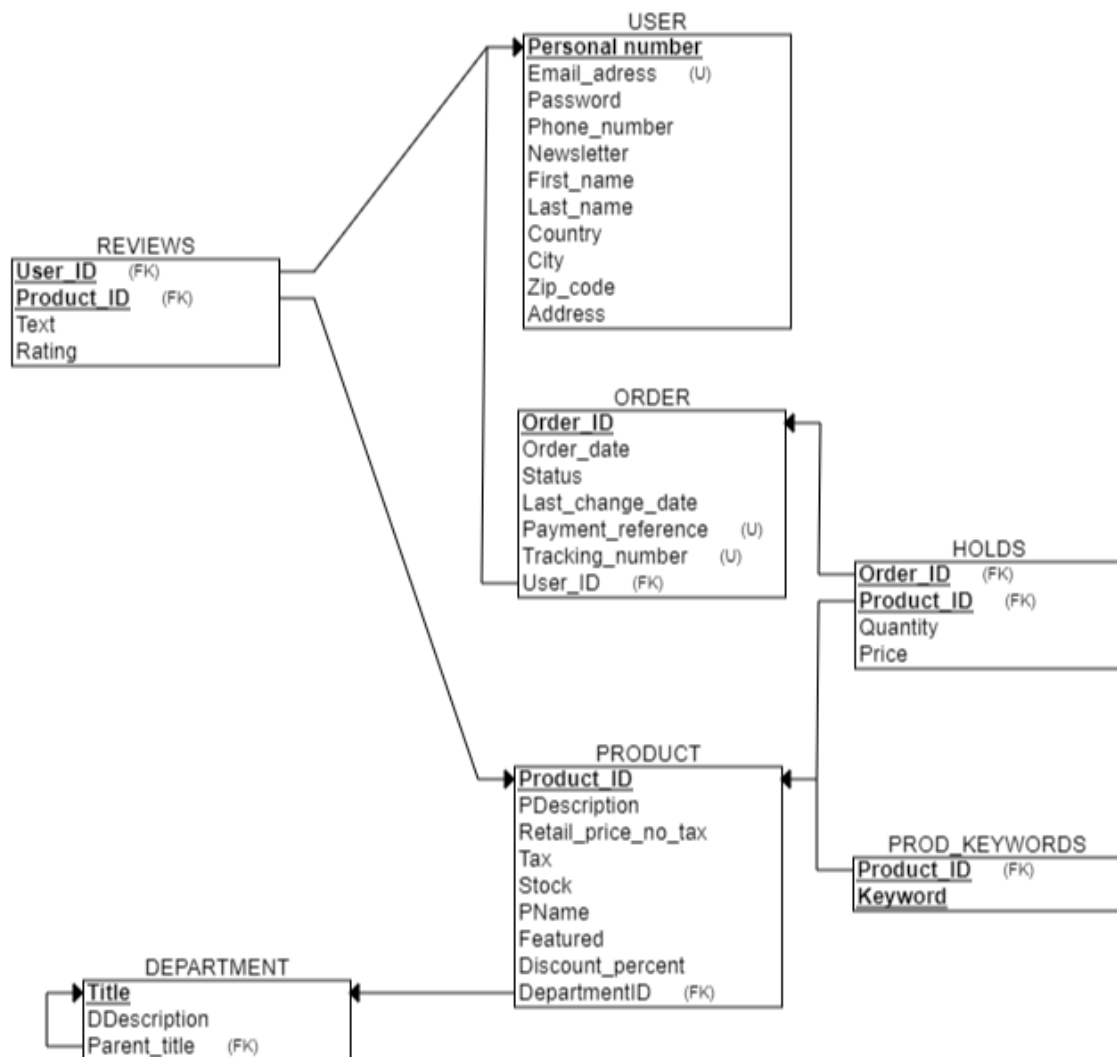 USER
Personal number
Email_adress (U)
Password
Phone_number
Newsletter
First_name
Last_name
Country
City
Zip_code
Address
REVIEWS
User_ID (FK)
Product_ID (FK)
Text
Rating
ORDER
Order_ID
Order_date
Status
Last_change_date
Payment_reference (U)
Tracking_number (U)
User_ID (FK)
HOLDS
Order_ID (FK)
Product_ID (FK)
Quantity
Price
PRODUCT
Product_ID
PDescription
Retail_price_no_tax
Tax
Stock
PName
Featured
Discount_percent
DepartmentID (FK)
PROD_KEYWORDS
Product_ID (FK)
Keyword
DEPARTMENT
Title
DDescription
Parent_title (FK)